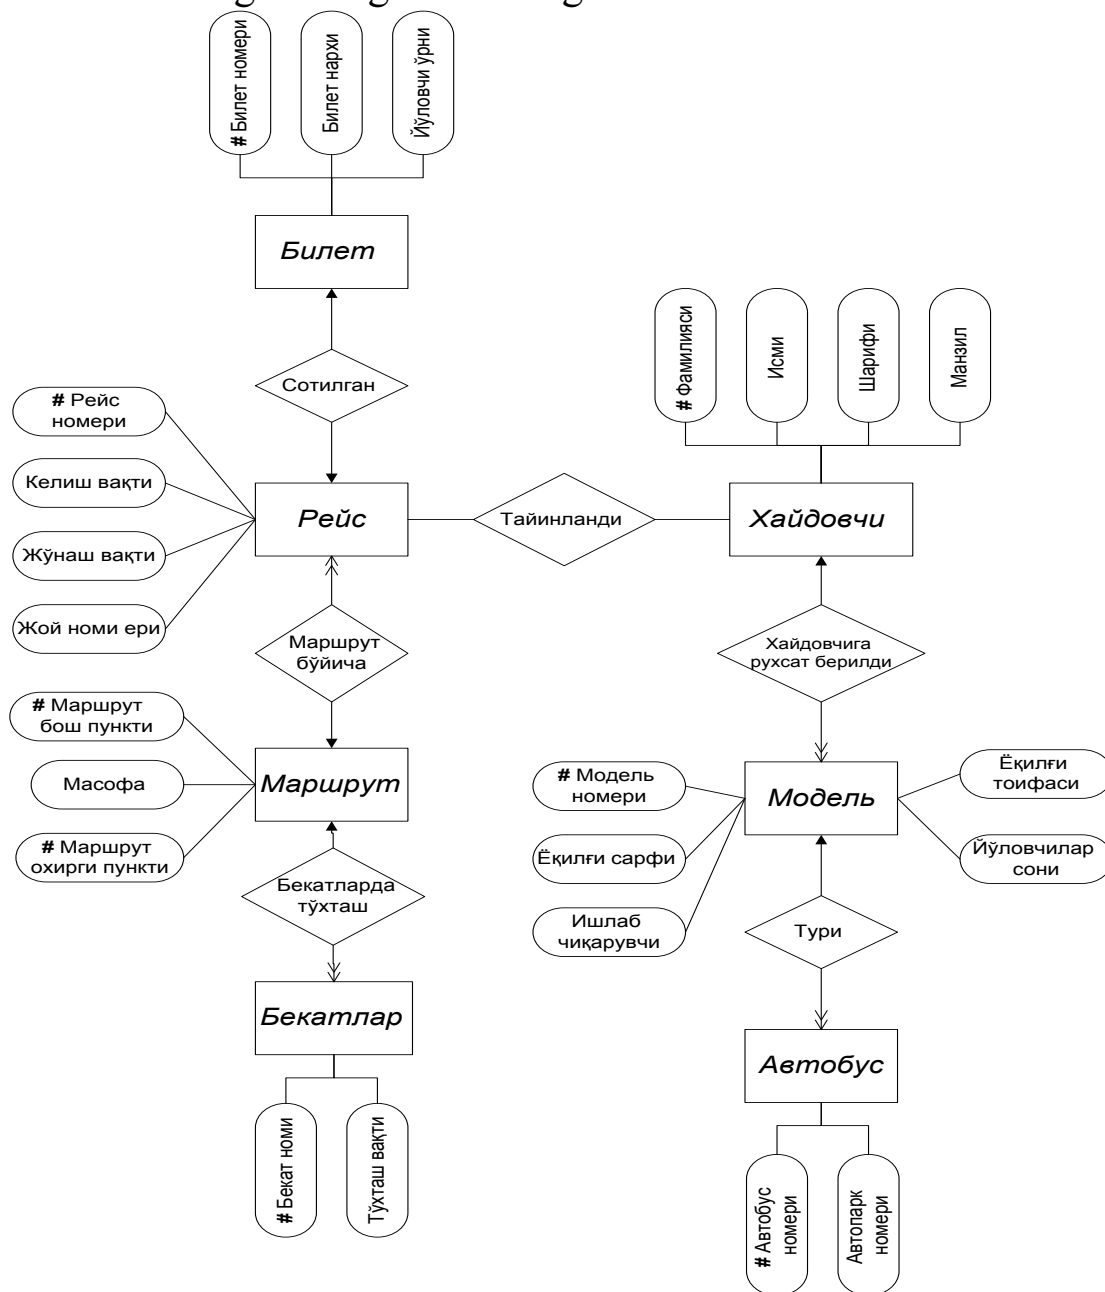 # Билет номери
Билет нархи
Йўловчи ўрни
Билет
Сотилган
# Фамилияси
Исми
Шарифи
Манзил
# Рейс
номери
Келиш вақти
Жўнаш вақти
Жой номи ери
Рейс
Тайинланди
Хайдовчи
Маршрут
бўйича
Хайдовчига
рухсат берилди
# Маршрут
бош пункти
Масофа
# Маршрут
охирги пункти
Маршрут
# Модель
номери
Ёқилғи сарфи
Ишлаб
чиқарувчи
Модель
Ёқилғи
тоифаси
Йўловчилар
сони
Бекатларда
тўхташ
Тури
Бекатлар
Автобус
# Бекат номи
Тўхташ вақти
# Автобус
номери
Автопарк
номери